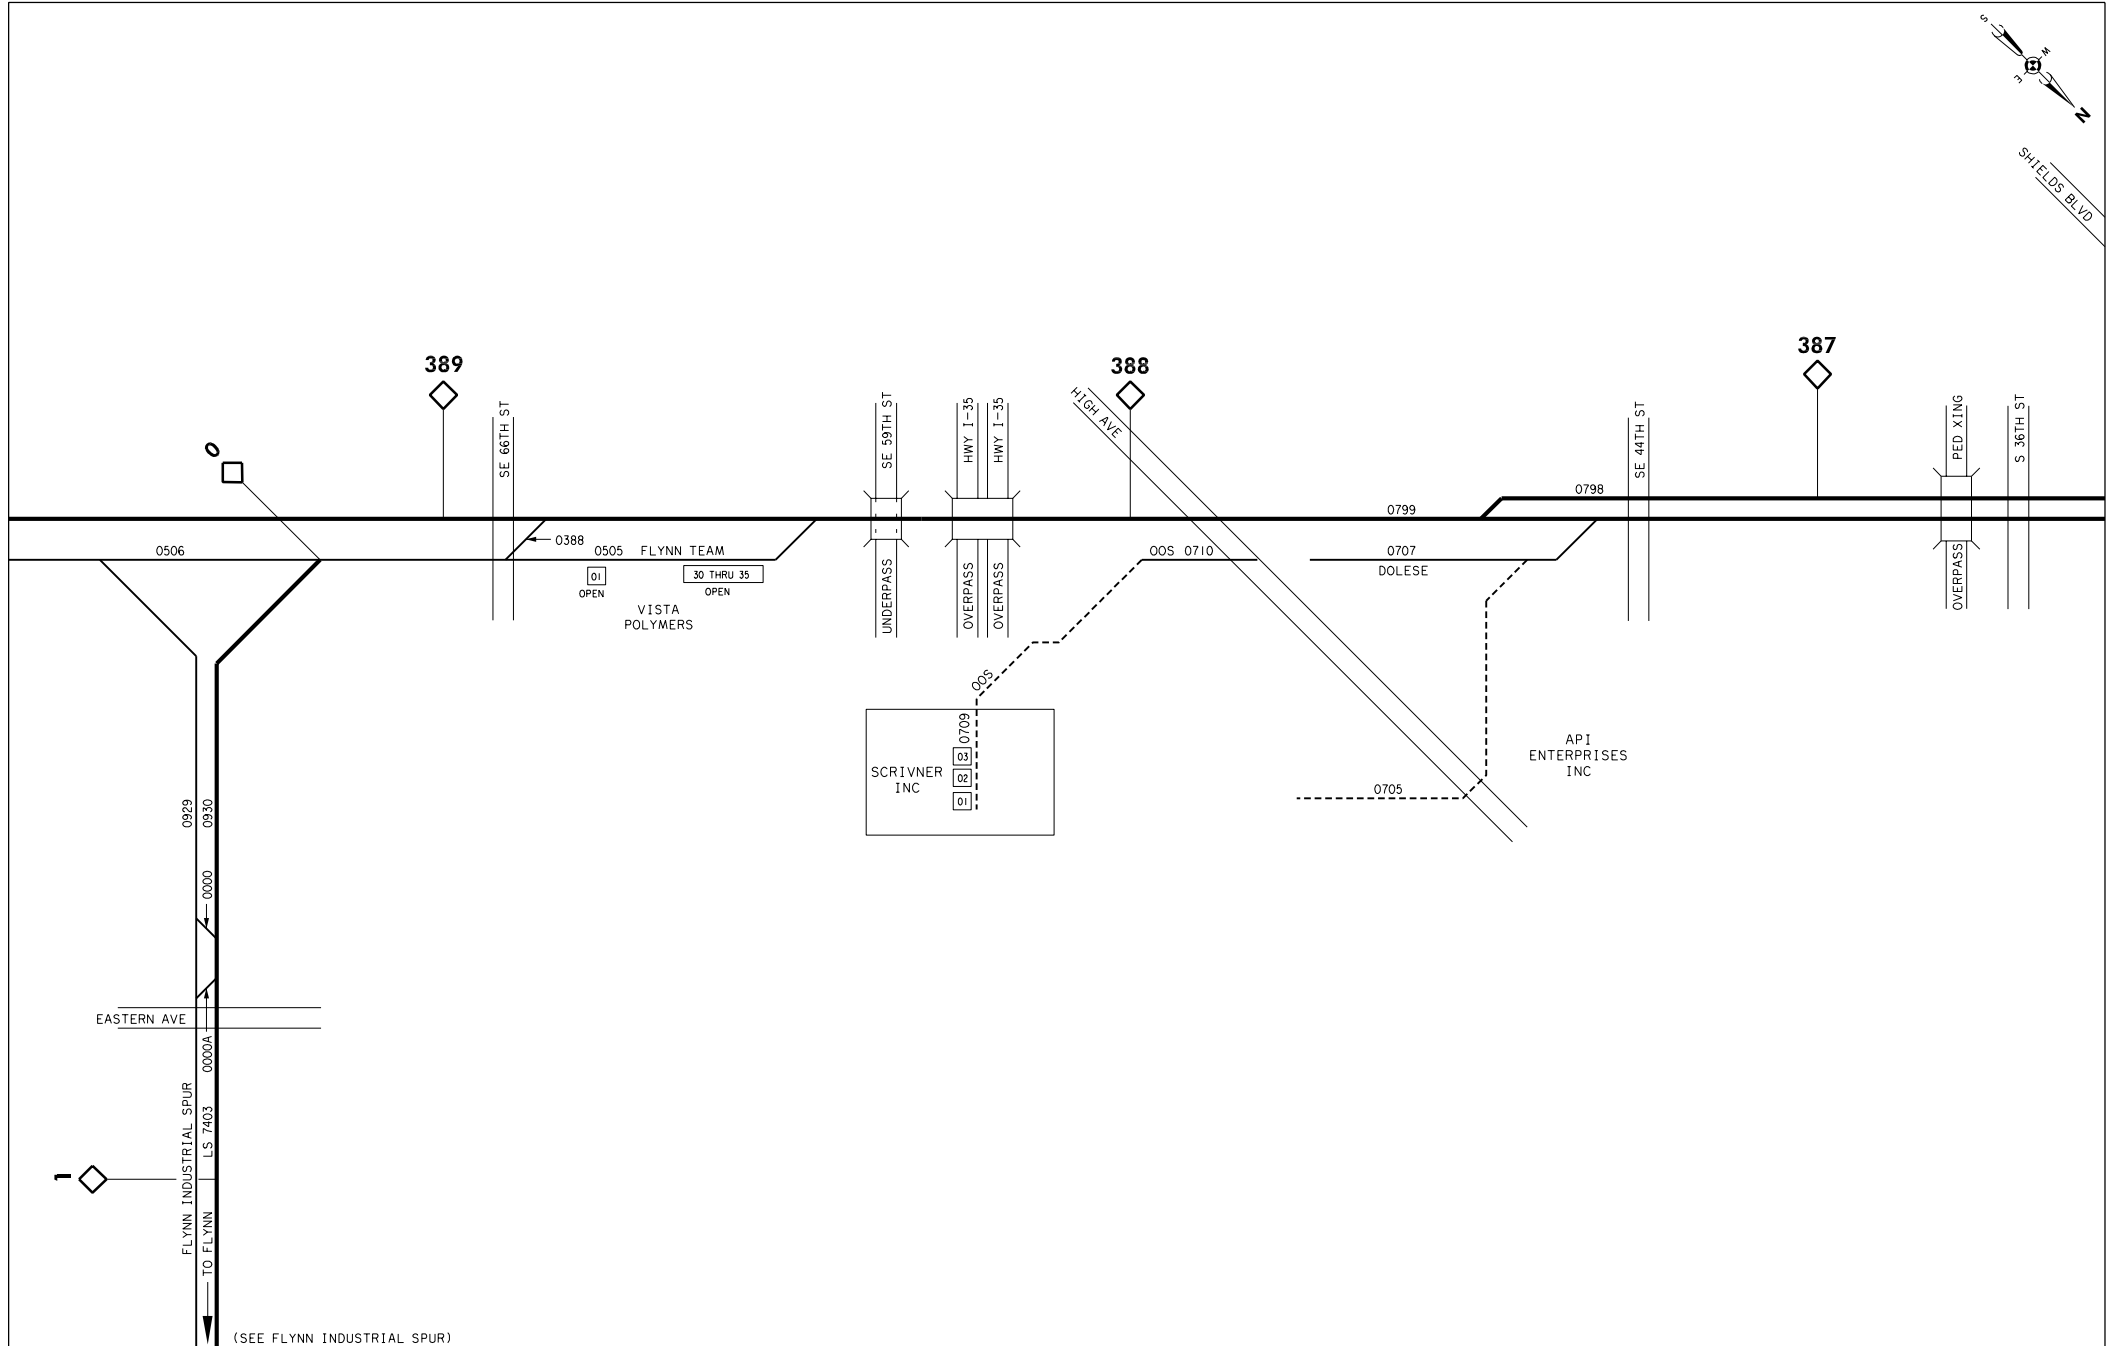 S
W
E
N
SHIELDS BLVD
389
388
387
0
SE 66TH ST
SE 59TH ST
HWY I-35
HWY I-35
HIGH AVE
SE 44TH ST
PED XING
S 36TH ST
0798
0799
0506
0388
0505 FLYNN TEAM
OOS 0710
0707
DOLESE
01
OPEN
30 THRU 35
OPEN
VISTA
POLYMERS
UNDERPASS
OVERPASS
OVERPASS
OVERPASS
OOS
0709
03
02
01
SCRIVNER
INC
0705
API
ENTERPRISES
INC
0929
0930
0000
EASTERN AVE
0000A
FLYNN INDUSTRIAL SPUR
LS 7403
1
TO FLYNN
(SEE FLYNN INDUSTRIAL SPUR)